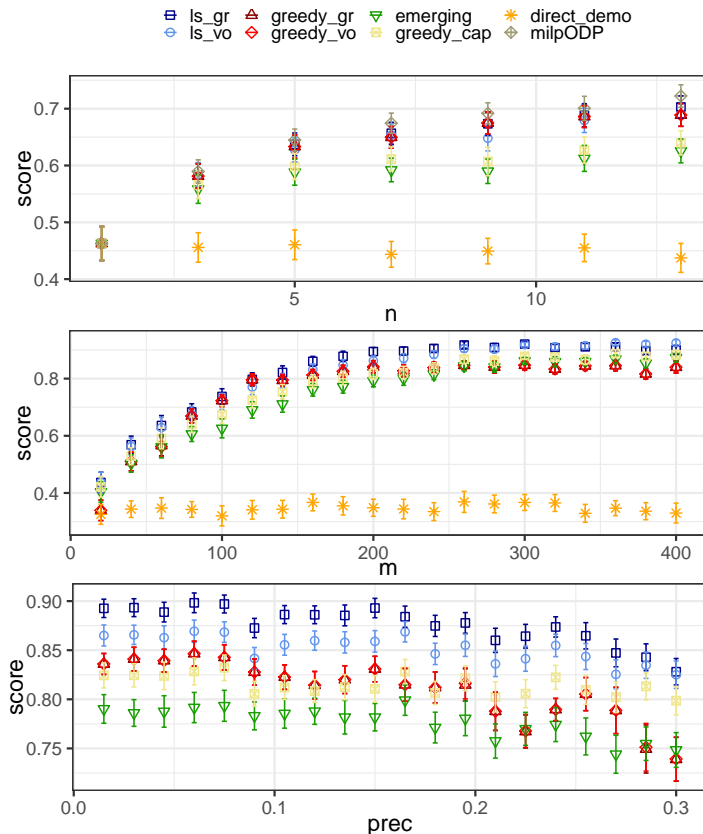 ls_gr greedy_gr emerging direct_demo
ls_vo greedy_vo greedy_cap milpODP
0.7
0.6
0.5
0.4
score
5 10
n
0.8
0.6
0.4
score
0 100 200 300 400
m
0.90
0.85
0.80
0.75
score
0.0 0.1 0.2 0.3
prec